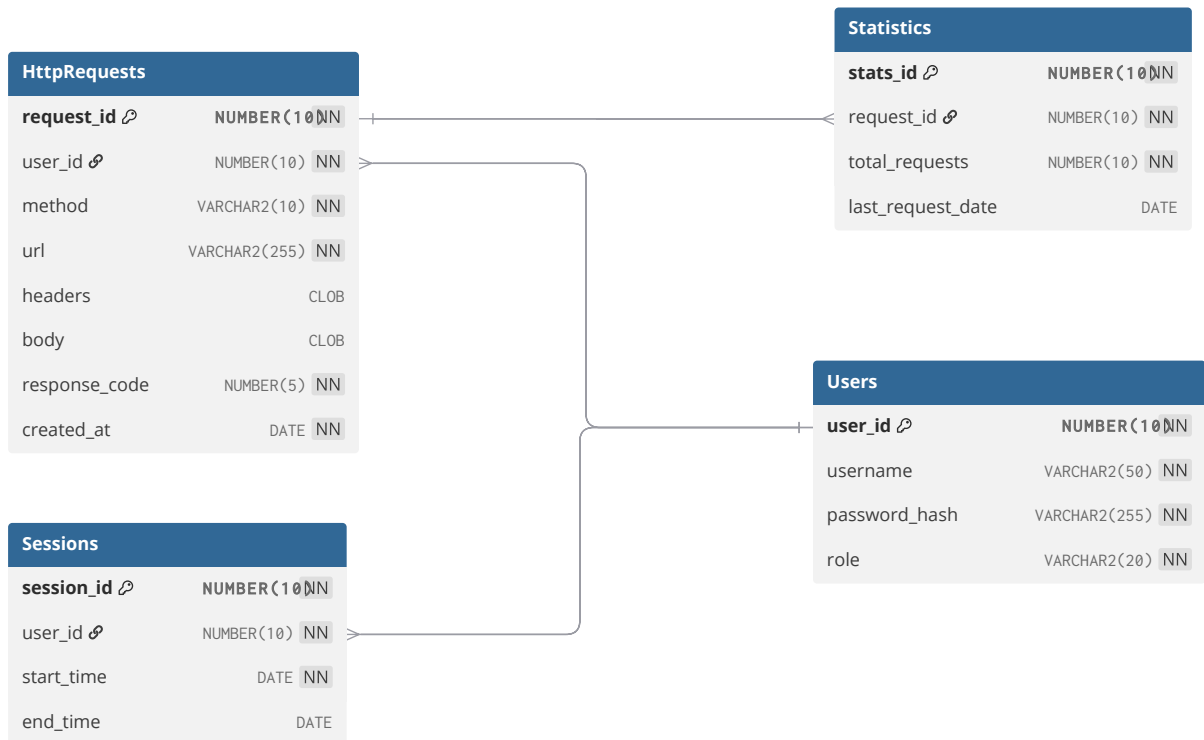 HttpRequests
request_id NUMBER(10) NN
user_id NUMBER(10) NN
method VARCHAR2(10) NN
url VARCHAR2(255) NN
headers CLOB
body CLOB
response_code NUMBER(5) NN
created_at DATE NN
Statistics
stats_id NUMBER(10) NN
request_id NUMBER(10) NN
total_requests NUMBER(10) NN
last_request_date DATE
Users
user_id NUMBER(10) NN
username VARCHAR2(50) NN
password_hash VARCHAR2(255) NN
role VARCHAR2(20) NN
Sessions
session_id NUMBER(10) NN
user_id NUMBER(10) NN
start_time DATE NN
end_time DATE